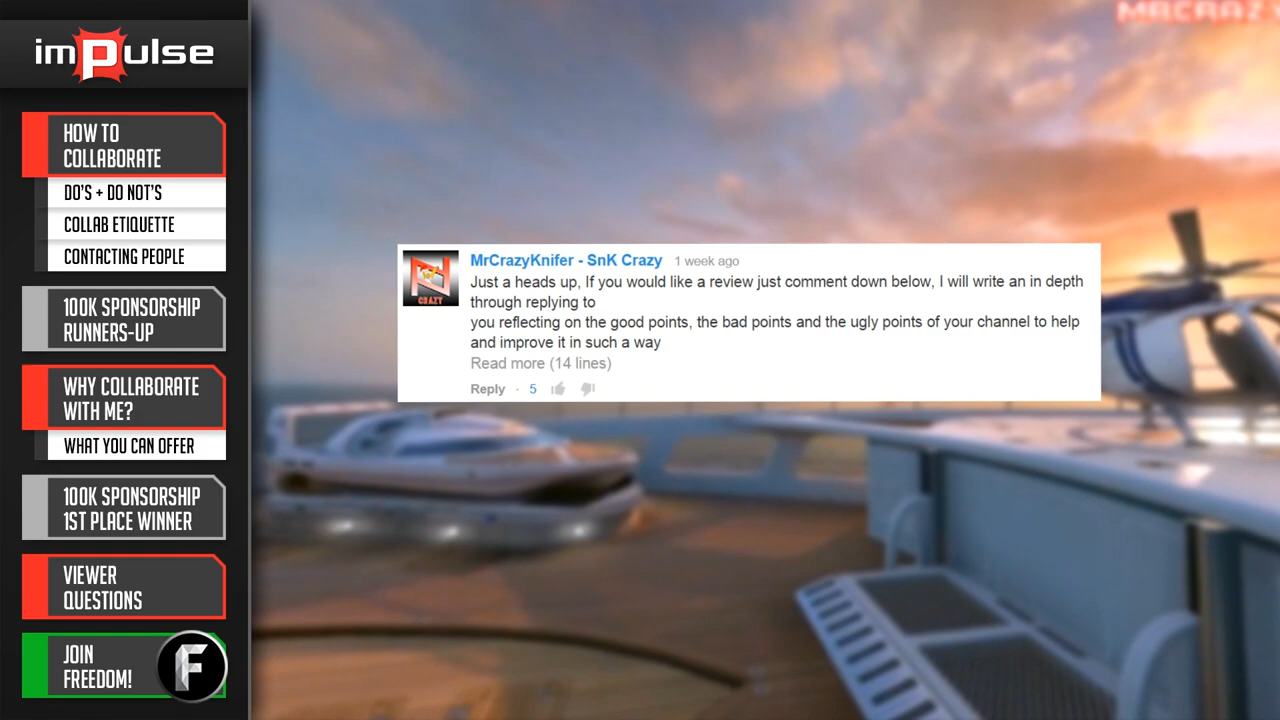 imPulse
HOW TO
COLLABORATE
DO'S + DO NOT'S
COLLAB ETIQUETTE
CONTACTING PEOPLE
100K SPONSORSHIP
RUNNERS-UP
WHY COLLABORATE
WITH ME?
WHAT YOU CAN OFFER
100K SPONSORSHIP
1ST PLACE WINNER
VIEWER
QUESTIONS
JOIN
FREEDOM!
F
MRCRAZY
CRAZY
MrCrazyKnifer - SnK Crazy 1 week ago
Just a heads up, If you would like a review just comment down below, I will write an in depth
through replying to
you reflecting on the good points, the bad points and the ugly points of your channel to help
and improve it in such a way
Read more (14 lines)
Reply · 5